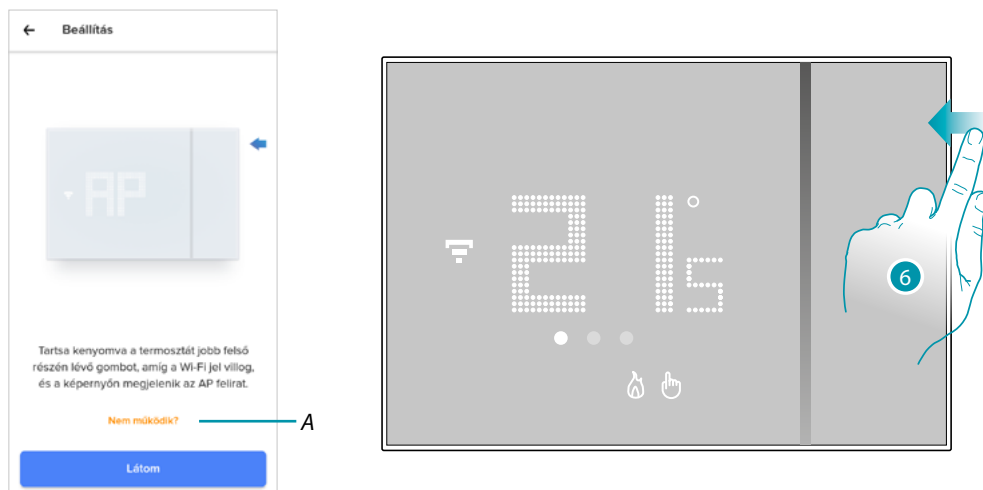 Beállítás
AP
Tartsa kenyomva a termosztát jobb felső
részén lévő gombot, amíg a Wi-Fi jel villog,
és a képernyőn megjelenik az AP felirat.
Nem működik?
A
Látom
21°5
6